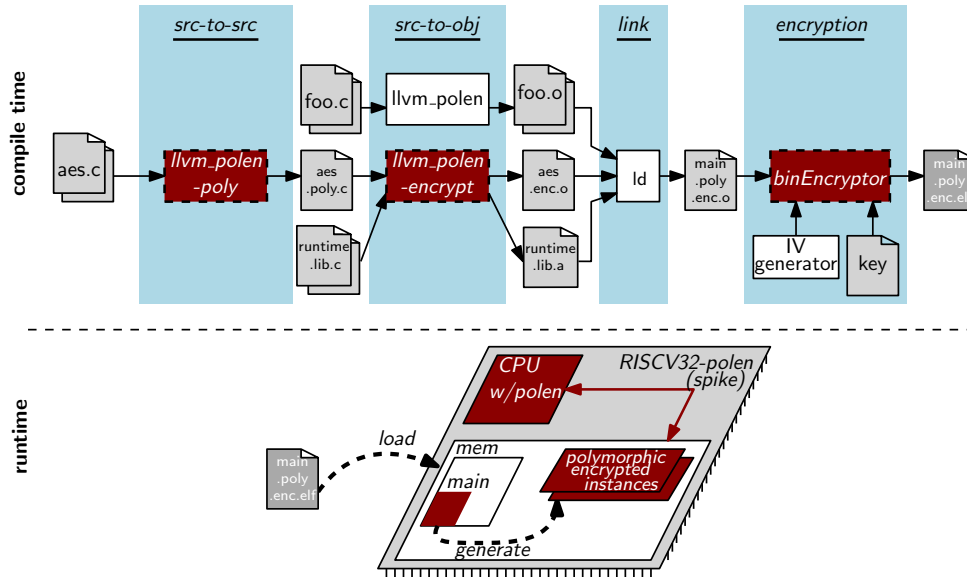 src-to-src
src-to-obj
link
encryption
compile time
foo.c
llvm_polen
foo.o
aes.c
llvm_polen
-poly
aes
.poly.c
llvm_polen
-encrypt
aes
.enc.o
ld
main
.poly
.enc.o
binEncryptor
main
.poly
.enc.elf
runtime
.lib.c
runtime
.lib.a
IV
generator
key
runtime
CPU
w/polen
RISCV32-polen
(spike)
load
mem
main
polymorphic
encrypted
instances
main
.poly
.enc.elf
generate